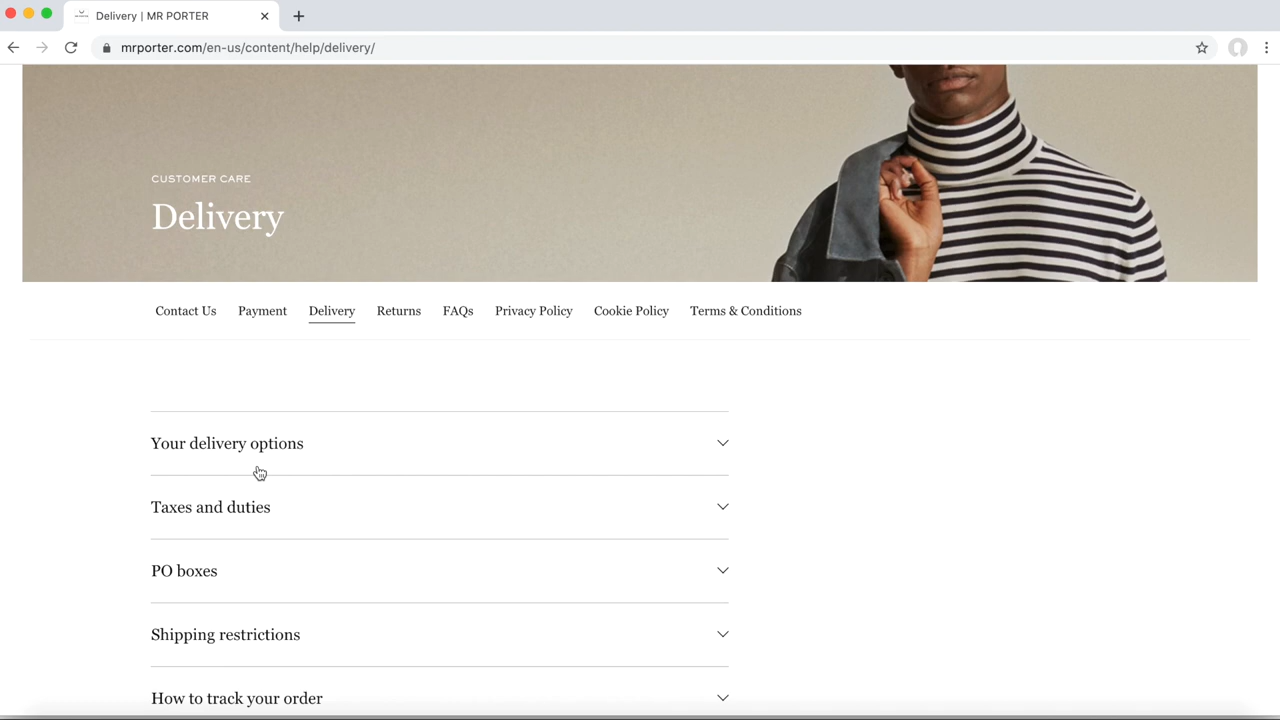 Delivery | MR PORTER
mrporter.com/en-us/content/help/delivery/
CUSTOMER CARE
Delivery
Contact Us Payment Delivery Returns FAQs Privacy Policy Cookie Policy Terms & Conditions
Your delivery options
Taxes and duties
PO boxes
Shipping restrictions
How to track your order